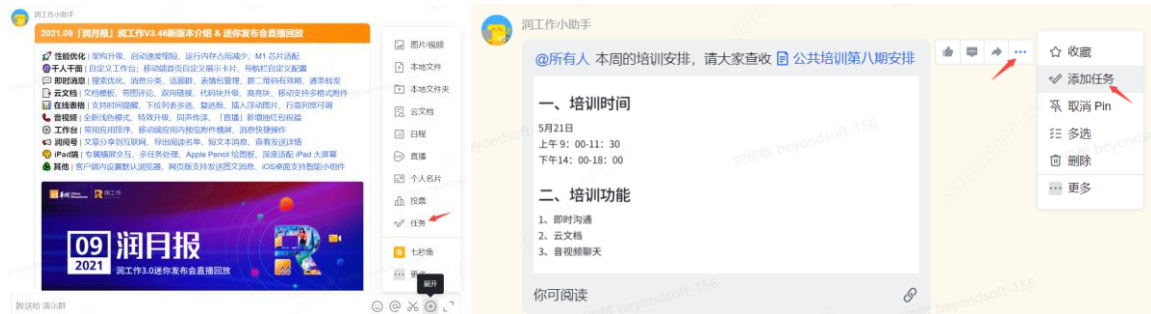 润工作小助手
2021.09「润月报」润工作V3.46新版本介绍 & 迷你发布会直播回放
性能优化 | 架构升级、启动速度缩短、运行内存占用减少、M1 芯片适配
千人千面 | 自定义工作台；移动端首页自定义展示卡片、导航栏自定义配置
即时消息 | 搜索优化、消息分类、话题群、表情包管理、群二维码有效期、逐条转发
云文档 | 文档模板、带图评论、双向链接、代码块升级、高亮块、移动支持多格式附件
在线表格 | 支持时间提醒、下拉列表多选、复选框、插入浮动图片、行高列宽可调
音视频 | 全新浅色模式、特效升级、同声传译、「直播」新增抽红包祝福
工作台 | 常用应用排序、移动端应用内预览附件横屏、消息快捷操作
润阅号 | 文章分享到互联网、导出阅读名单、短文本消息、查看发送详情
iPad端 | 专属横屏交互、多任务处理、Apple Pencil 绘图板、深度适配 iPad 大屏幕
其他 | 客户端内设置默认浏览器、网页版支持发送图文消息、iOS桌面支持智能小组件
润工作
09
2021
润月报
润工作3.0迷你发布会直播回放
图片/视频
本地文件
本地文件夹
云文档
日程
直播
个人名片
投票
任务
七秒鱼
更多
展开
发送给 演示群
润工作小助手
@所有人 本周的培训安排，请大家查收 公共培训第八期安排
一、培训时间
5月21日
上午 9：00-11：30
下午14：00-18：00
二、培训功能
1、即时沟通
2、云文档
3、音视频聊天
你可阅读
收藏
添加任务
取消 Pin
多选
删除
更多
beyondsoft-156